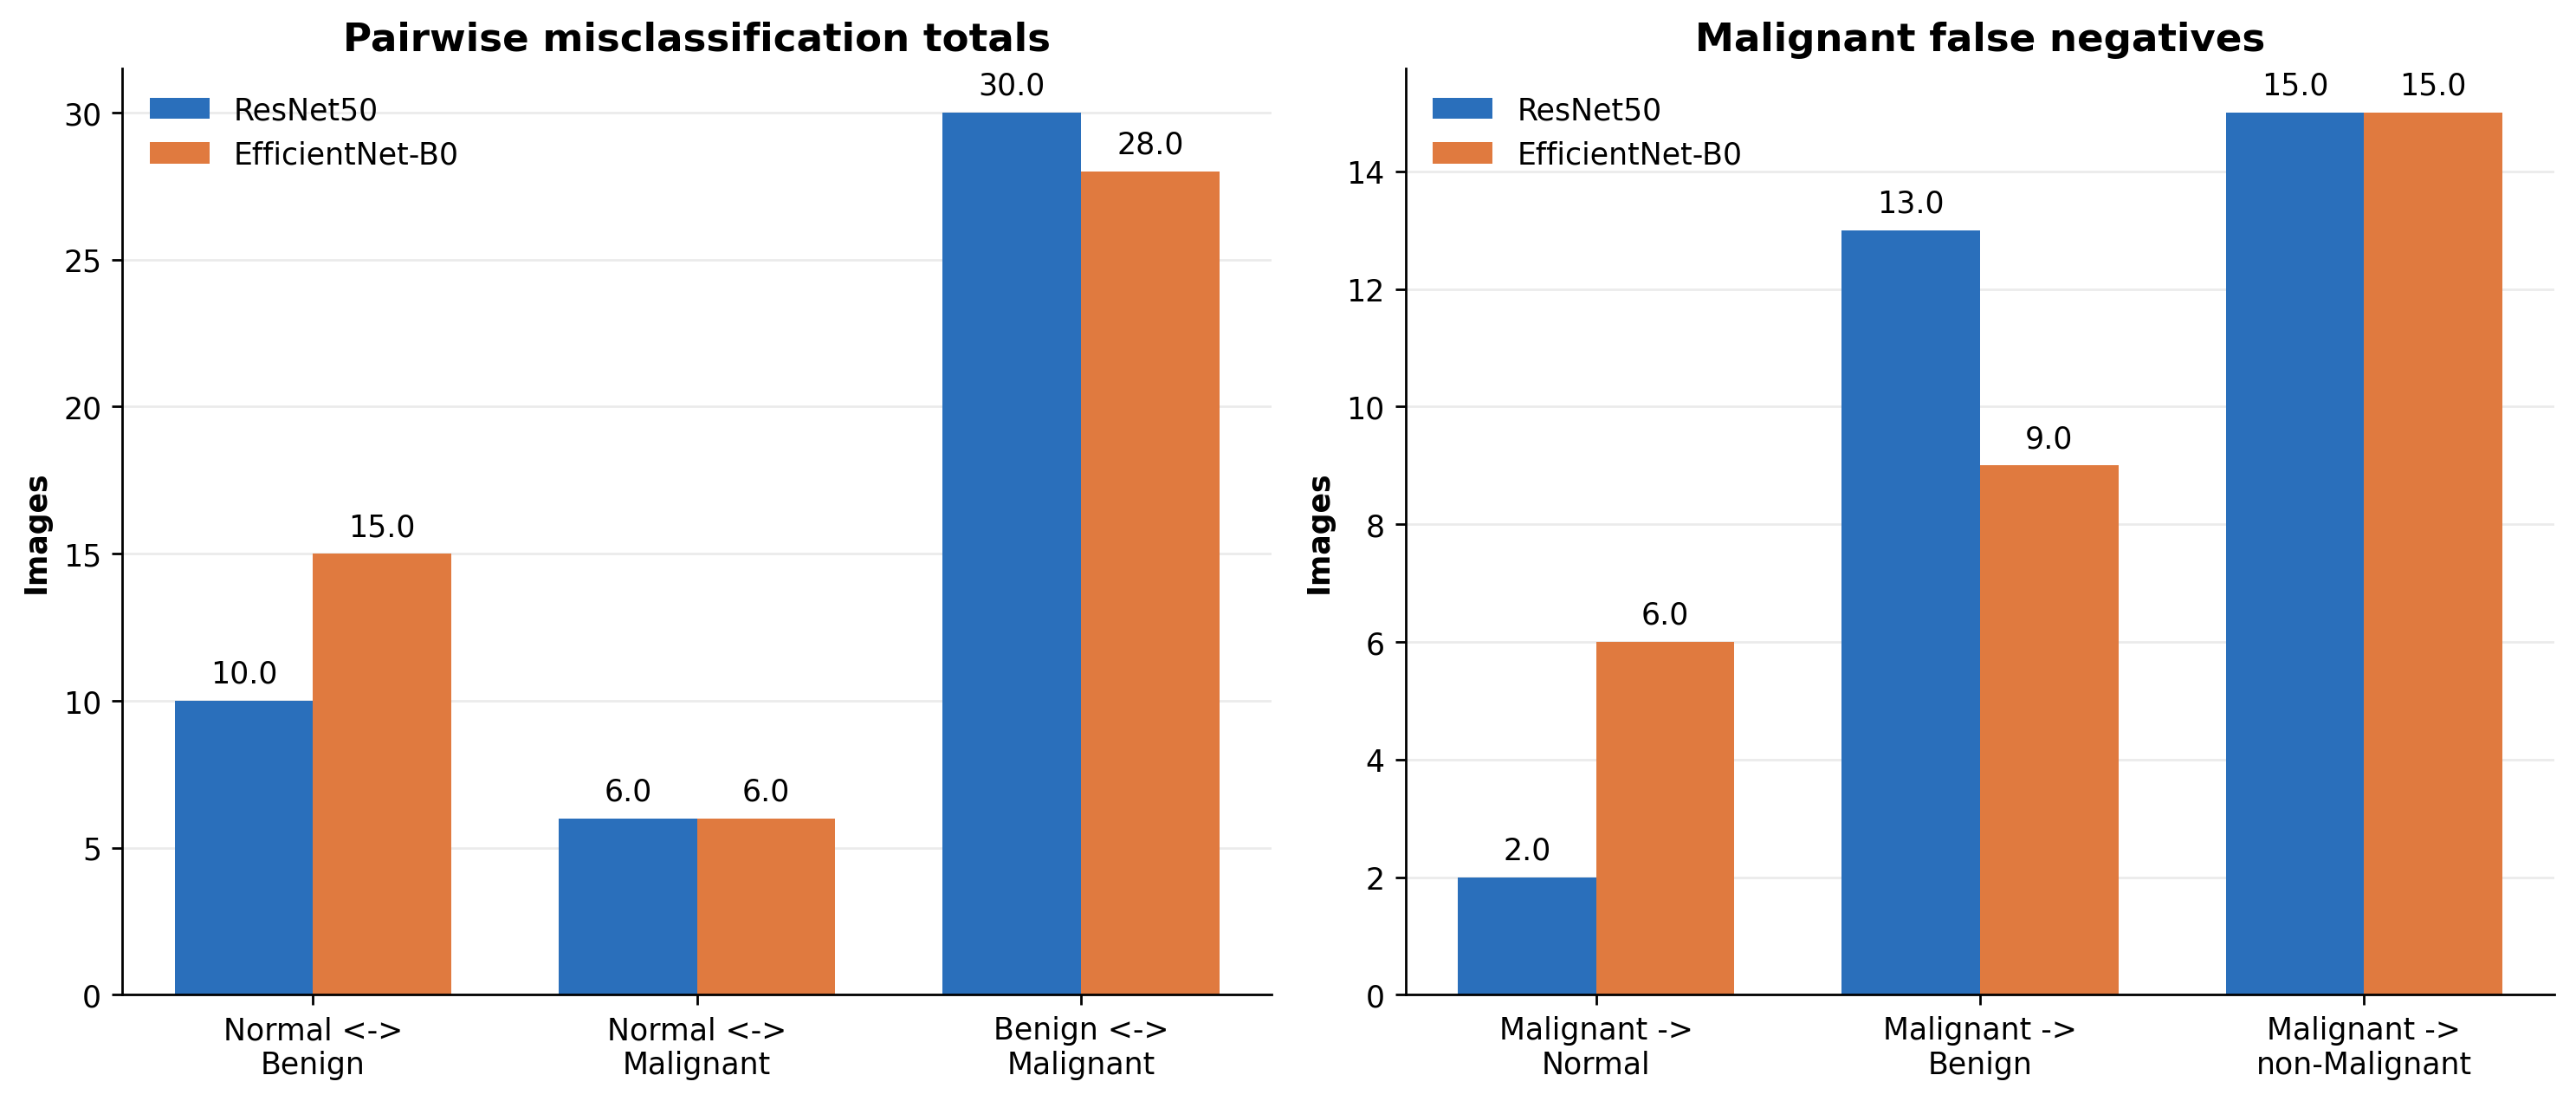 Pairwise misclassification totals
ResNet50
EfficientNet-B0
Images
30
25
20
15
10
5
0
10.0
15.0
6.0
6.0
30.0
28.0
Normal <->
Benign
Normal <->
Malignant
Benign <->
Malignant
Malignant false negatives
ResNet50
EfficientNet-B0
Images
14
12
10
8
6
4
2
0
2.0
6.0
13.0
9.0
15.0
15.0
Malignant ->
Normal
Malignant ->
Benign
Malignant ->
non-Malignant